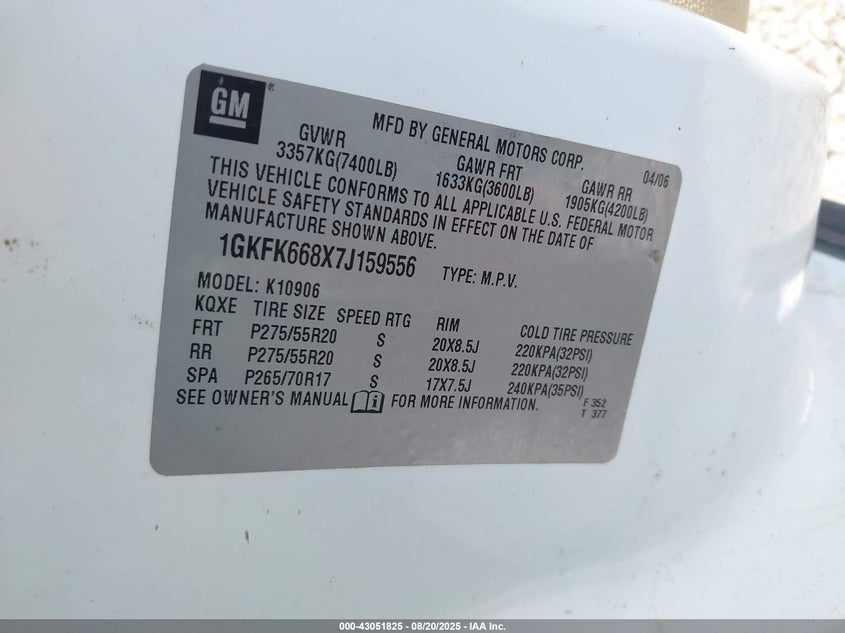 GM ®
MFD BY GENERAL MOTORS CORP.
04/06
GVWR GAWR FRT GAWR RR
3357KG(7400LB) 1633KG(3600LB) 1905KG(4200LB)
THIS VEHICLE CONFORMS TO ALL APPLICABLE U.S. FEDERAL MOTOR
VEHICLE SAFETY STANDARDS IN EFFECT ON THE DATE OF
MANUFACTURE SHOWN ABOVE.
1GKFK668X7J159556 TYPE: M.P.V.
MODEL: K10906
KQXE TIRE SIZE SPEED RTG RIM COLD TIRE PRESSURE
FRT P275/55R20 S 20X8.5J 220KPA(32PSI)
RR P275/55R20 S 20X8.5J 220KPA(32PSI)
SPA P265/70R17 S 17X7.5J 240KPA(35PSI)
SEE OWNER'S MANUAL FOR MORE INFORMATION.
F 352
T 377
000-43051825 - 08/20/2025 - IAA Inc.